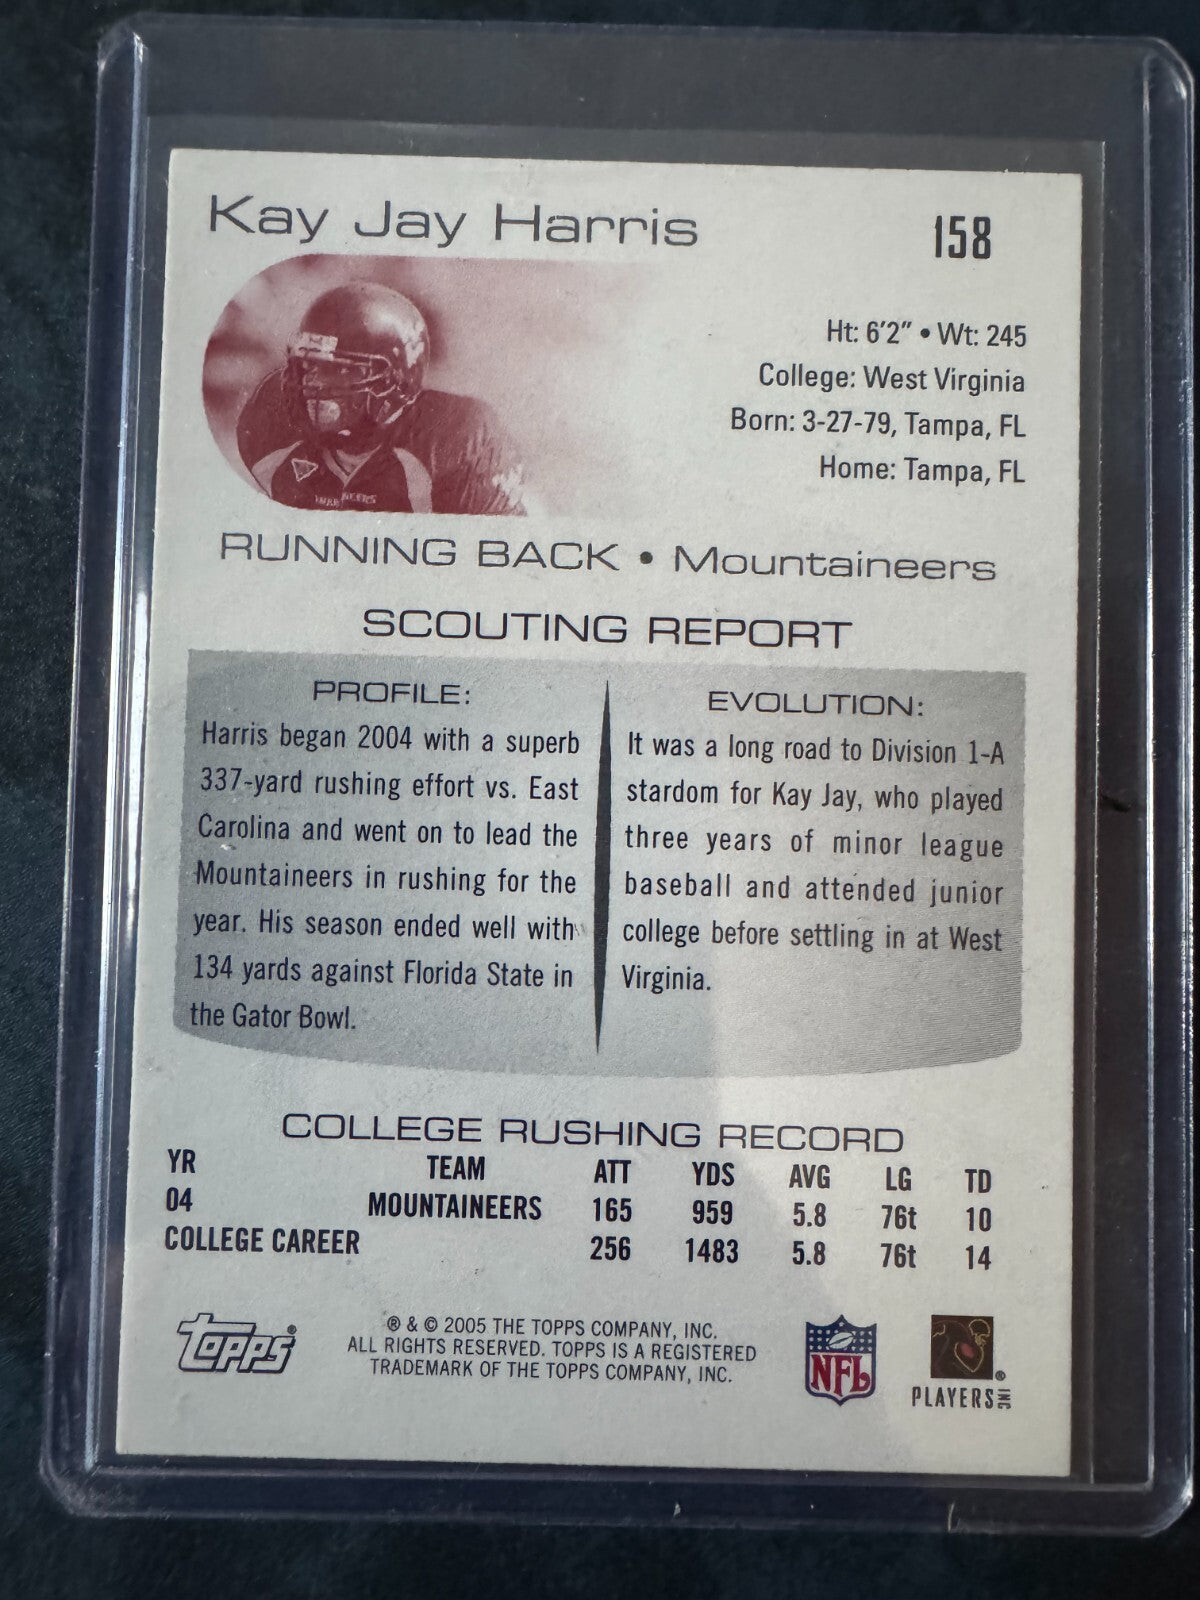 Kay Jay Harris
158
Ht: 6'2" • Wt: 245
College: West Virginia
Born: 3-27-79, Tampa, FL
Home: Tampa, FL
RUNNING BACK • Mountaineers
SCOUTING REPORT
PROFILE:
Harris began 2004 with a superb
337-yard rushing effort vs. East
Carolina and went on to lead the
Mountaineers in rushing for the
year. His season ended well with
134 yards against Florida State in
the Gator Bowl.
EVOLUTION:
It was a long road to Division 1-A
stardom for Kay Jay, who played
three years of minor league
baseball and attended junior
college before settling in at West
Virginia.
COLLEGE RUSHING RECORD
YR TEAM ATT YDS AVG LG TD
04 MOUNTAINEERS 165 959 5.8 76t 10
COLLEGE CAREER 256 1483 5.8 76t 14
Topps®
® & © 2005 THE TOPPS COMPANY, INC.
ALL RIGHTS RESERVED. TOPPS IS A REGISTERED
TRADEMARK OF THE TOPPS COMPANY, INC.
NFL
®
PLAYERS INC